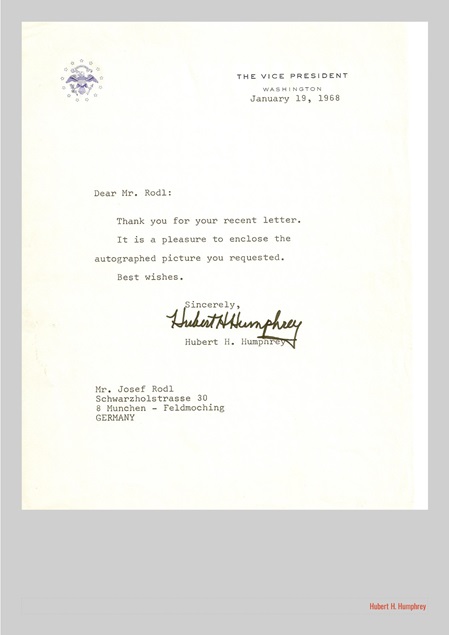 THE VICE PRESIDENT
WASHINGTON
January 19, 1968
Dear Mr. Rodl:
Thank you for your recent letter.
It is a pleasure to enclose the
autographed picture you requested.
Best wishes.
Sincerely,
Hubert H Humphrey
Hubert H. Humphrey
Mr. Josef Rodl
Schwarzholstrasse 30
8 Munchen - Feldmoching
GERMANY
Hubert H. Humphrey